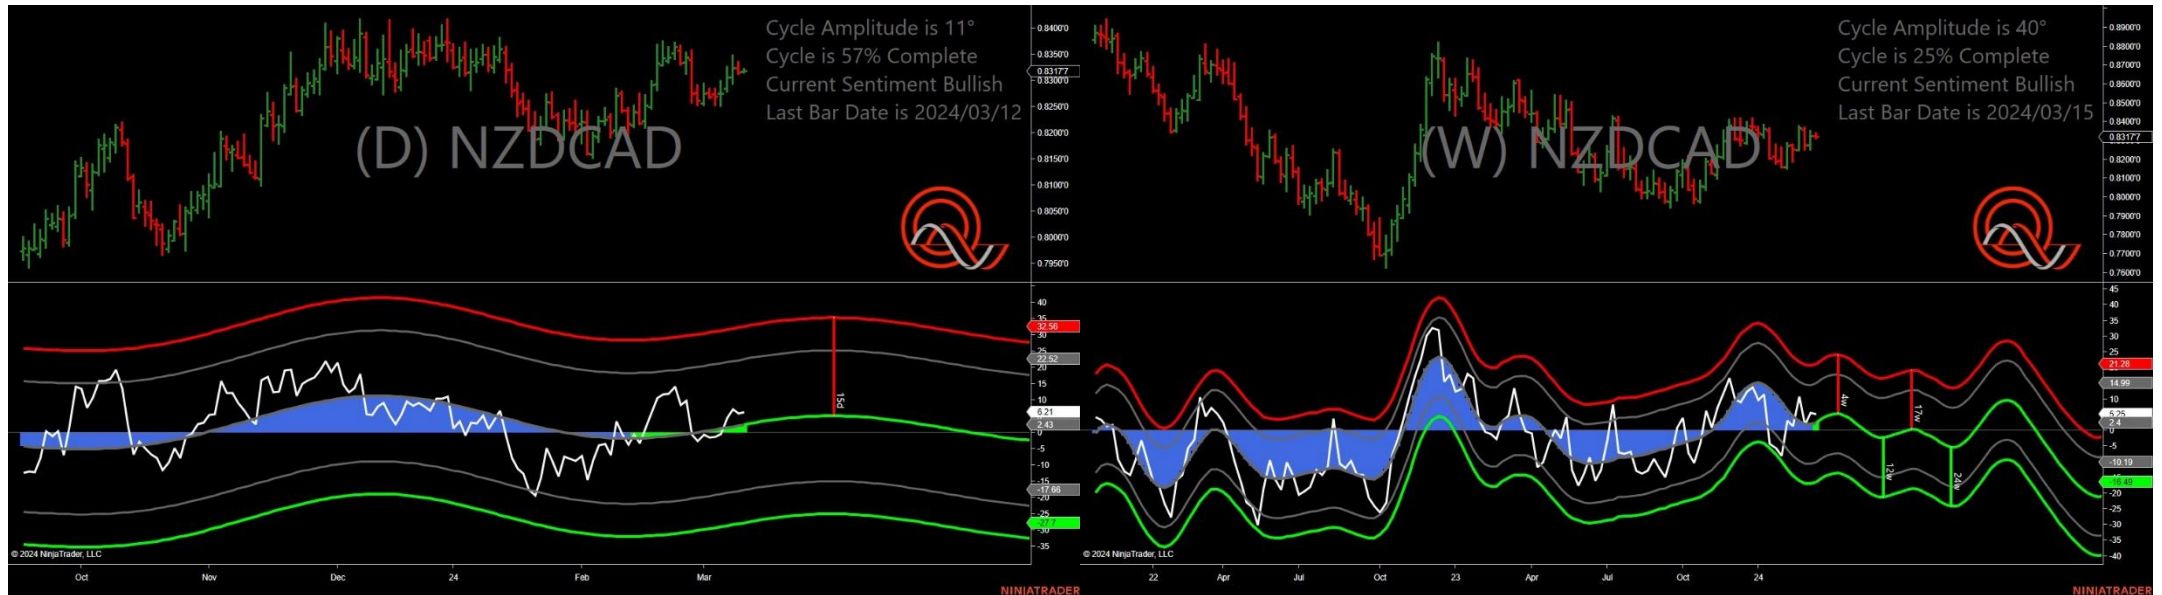 Cycle Amplitude is 11°
Cycle is 57% Complete
Current Sentiment Bullish
Last Bar Date is 2024/03/12
(D) NZDCAD
0.8400'0
0.8350'0
0.8317'7
0.8300'0
0.8250'0
0.8200'0
0.8150'0
0.8100'0
0.8050'0
0.8000'0
0.7950'0
40
35
32.56
30
25
22.52
20
15
10
6.21
2.43
0
-5
-10
-15
-17.66
-20
-25
-27.7
-30
-35
15d
© 2024 NinjaTrader, LLC
Oct
Nov
Dec
24
Feb
Mar
NINJATRADER
Cycle Amplitude is 40°
Cycle is 25% Complete
Current Sentiment Bullish
Last Bar Date is 2024/03/15
(W) NZDCAD
0.8900'0
0.8800'0
0.8700'0
0.8600'0
0.8500'0
0.8400'0
0.8317'7
0.8200'0
0.8100'0
0.8000'0
0.7900'0
0.7800'0
0.7700'0
0.7600'0
45
40
35
30
25
21.28
14.99
10
5.25
2.4
0
-5
-10.19
-16.49
-20
-25
-30
-35
-40
4w
17w
12w
24w
© 2024 NinjaTrader, LLC
22
Apr
Jul
Oct
23
Apr
Jul
Oct
24
NINJATRADER